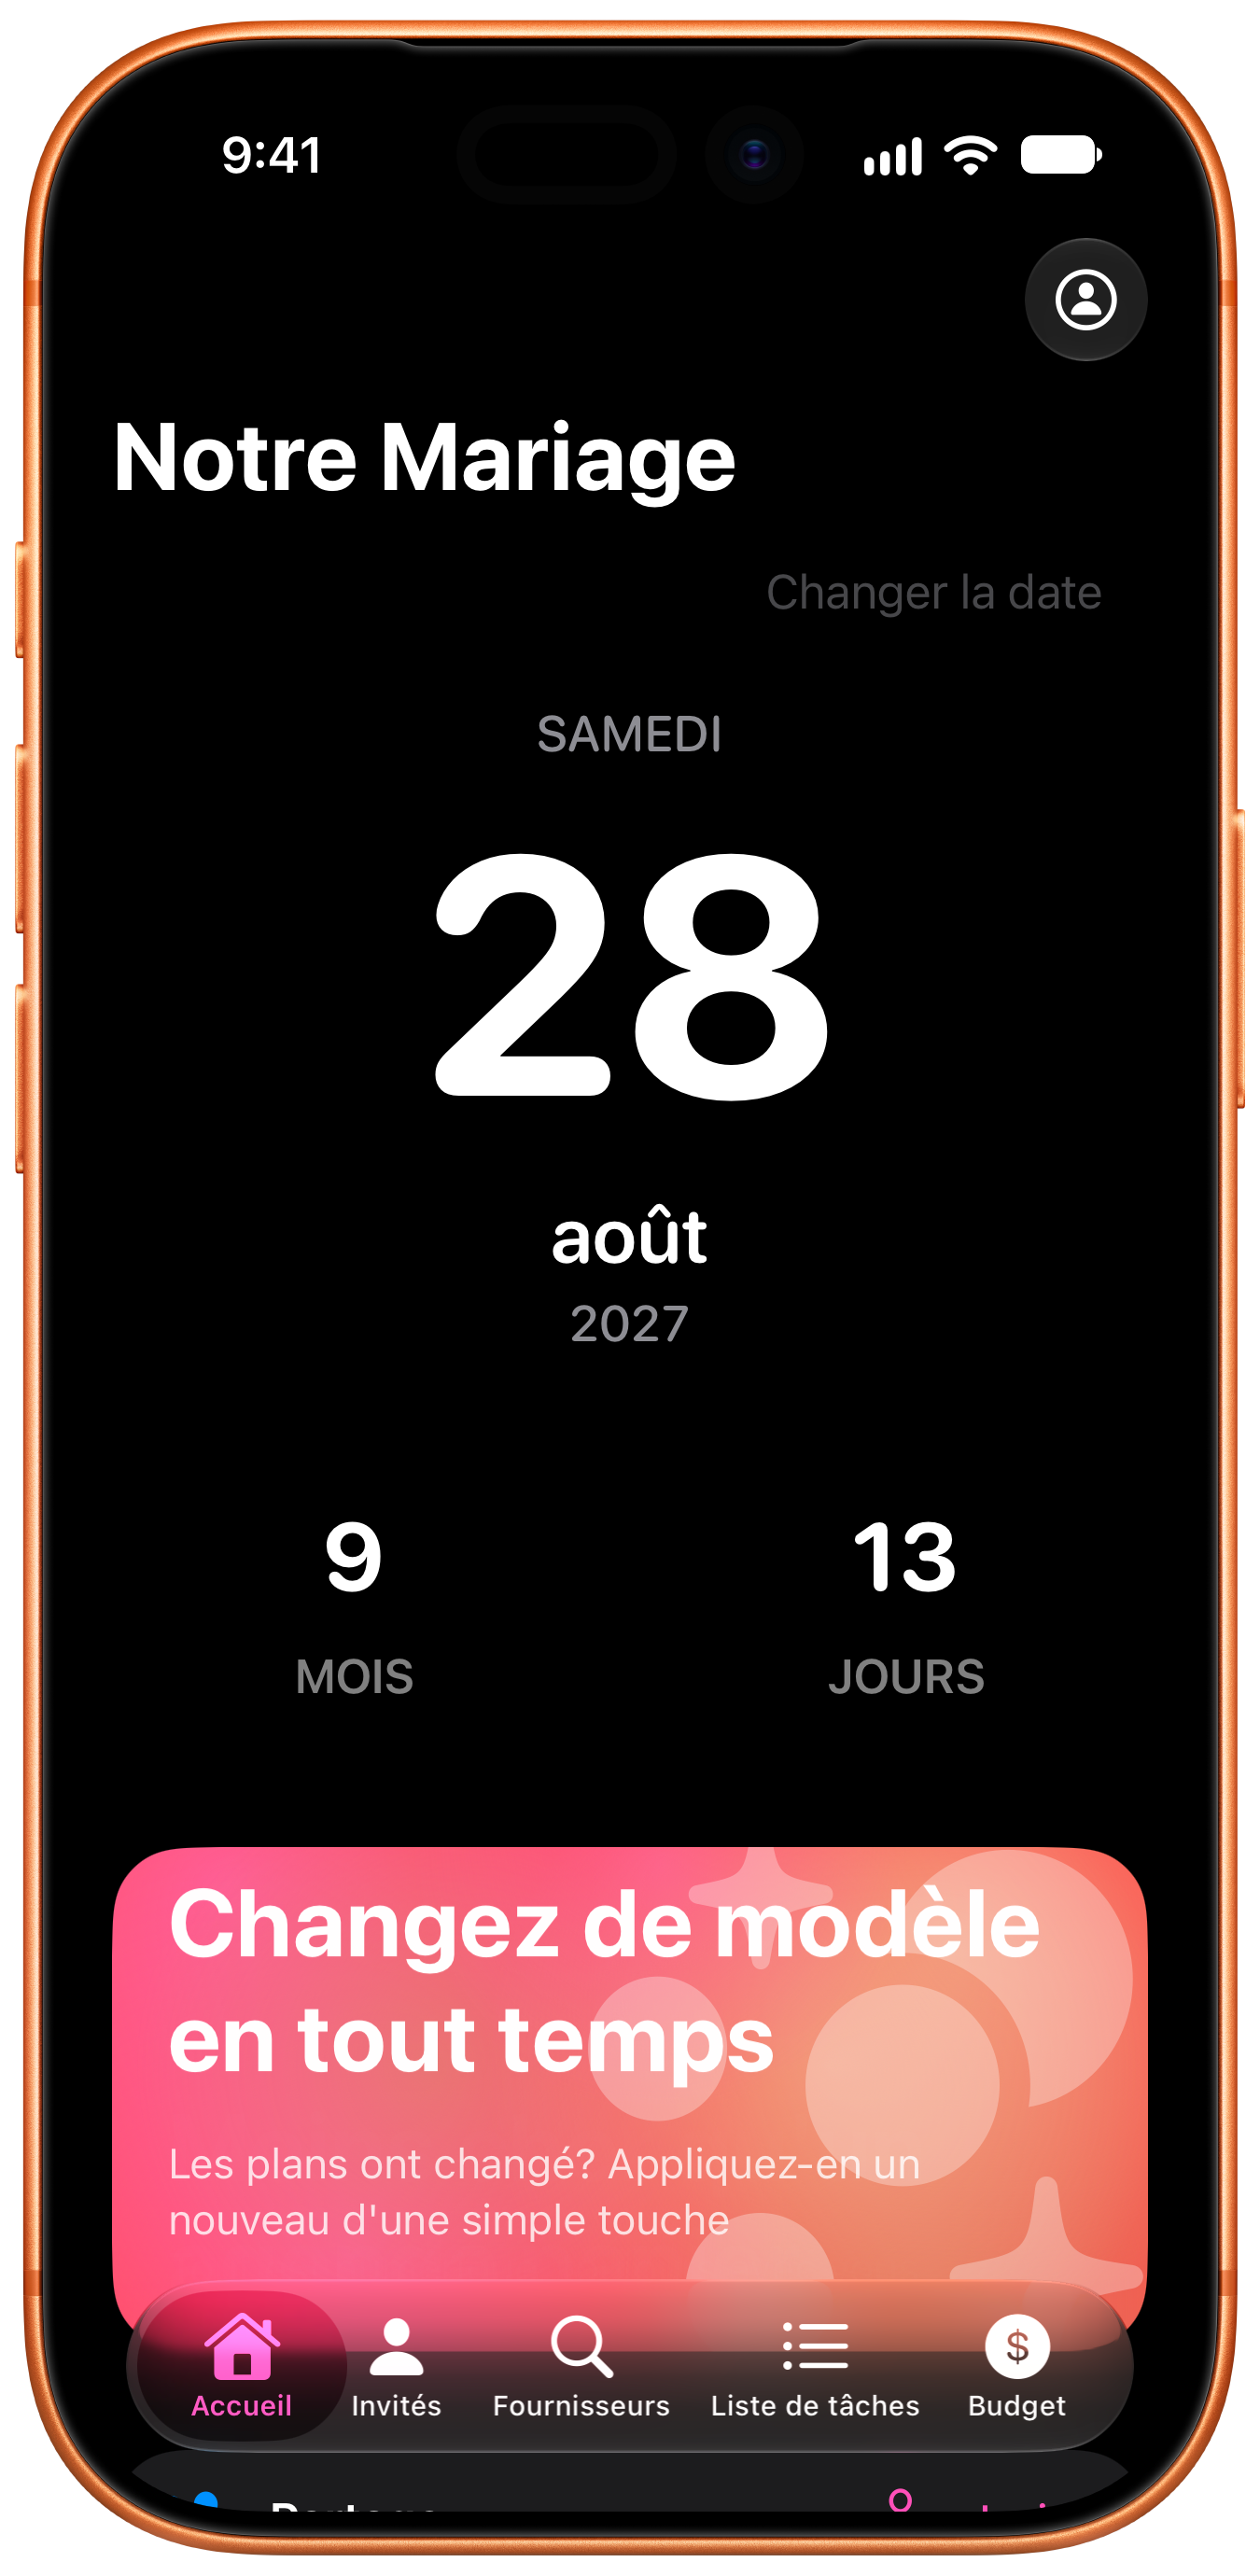 9:41
Notre Mariage
Changer la date
SAMEDI
28
août
2027
9
13
MOIS
JOURS
Changez de modèle
en tout temps
Les plans ont changé? Appliquez-en un
nouveau d'une simple touche
Accueil
Invités
Fournisseurs
Liste de tâches
$
Budget